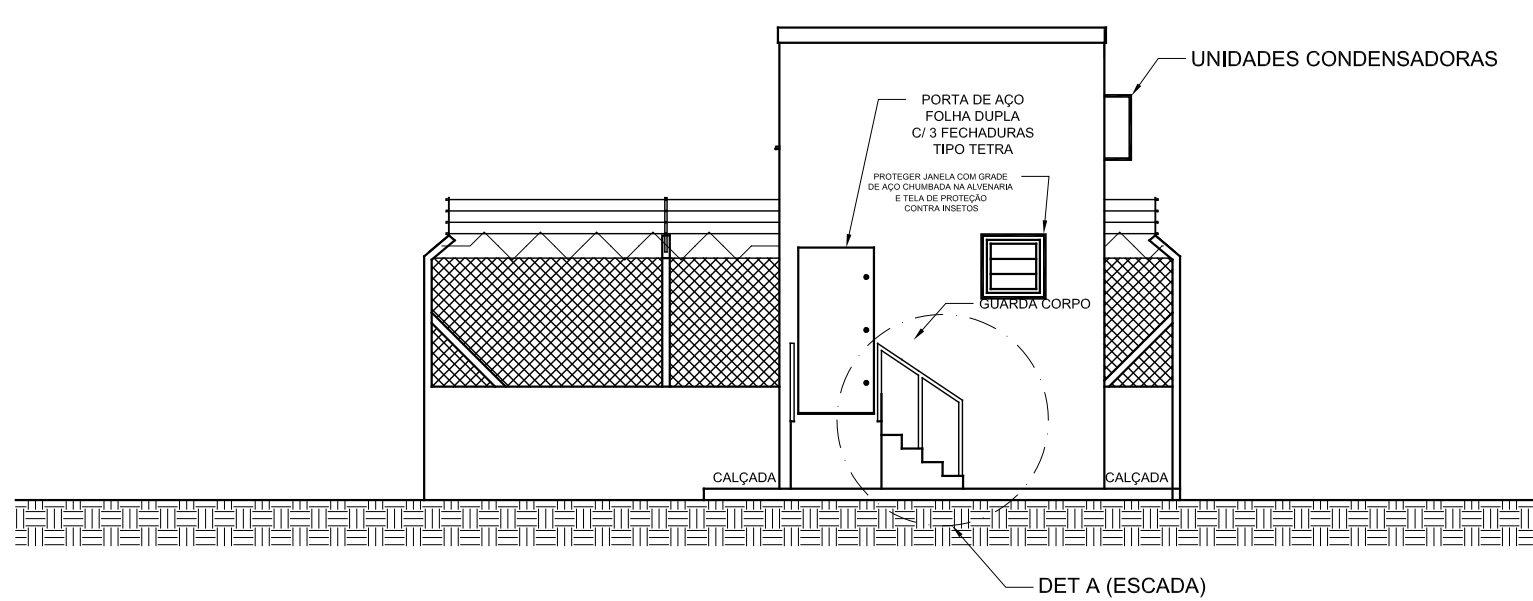 UNIDADES CONDENSADORAS
PORTA DE AÇO
FOLHA DUPLA
C/ 3 FECHADURAS
TIPO TETRA
PROTEGER JANELA COM GRADE
DE AÇO CHUMBADA NA ALVENARIA
E TELA DE PROTEÇÃO
CONTRA INSETOS
GUARDA CORPO
CALÇADA
CALÇADA
DET A (ESCADA)